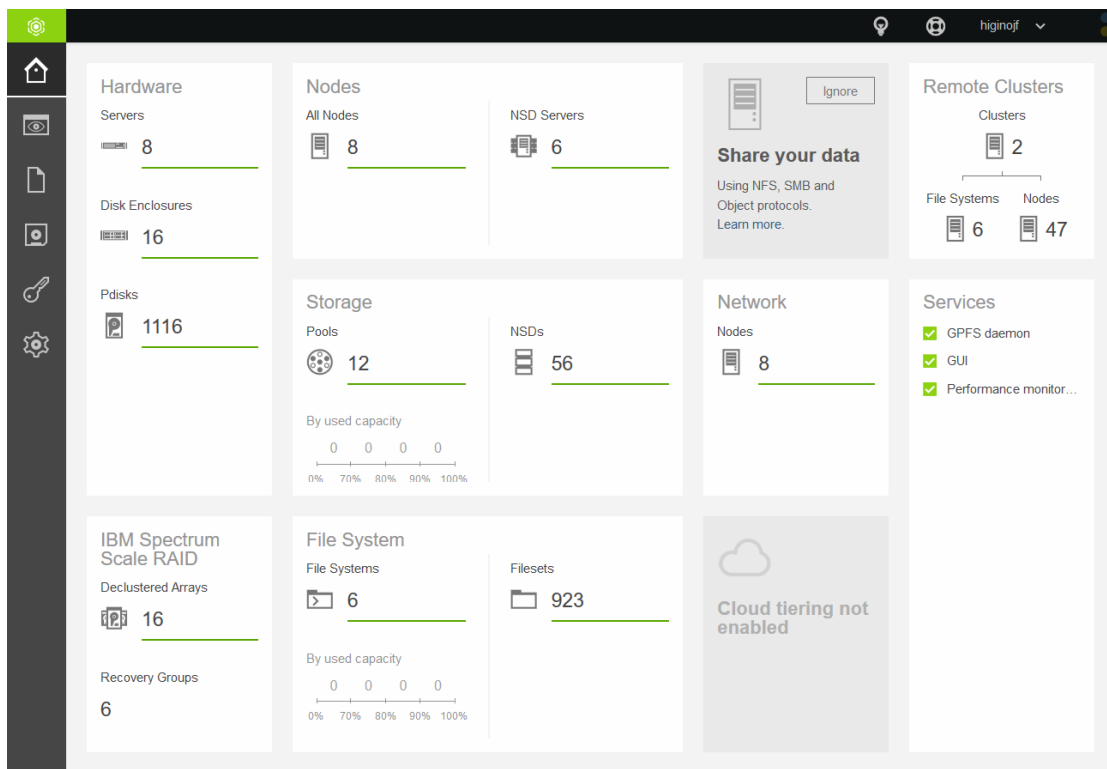 higinojf
Hardware
Servers
8
Disk Enclosures
16
Pdisks
1116
Nodes
All Nodes
8
NSD Servers
6
Ignore
Share your data
Using NFS, SMB and
Object protocols.
Learn more.
Remote Clusters
Clusters
2
File Systems Nodes
6 47
Storage
Pools
12
NSDs
56
By used capacity
0 0 0 0
0% 70% 80% 90% 100%
Network
Nodes
8
Services
GPFS daemon
GUI
Performance monitor...
IBM Spectrum
Scale RAID
Declustered Arrays
16
Recovery Groups
6
File System
File Systems
6
Filesets
923
By used capacity
0 0 0 0
0% 70% 80% 90% 100%
Cloud tiering not
enabled